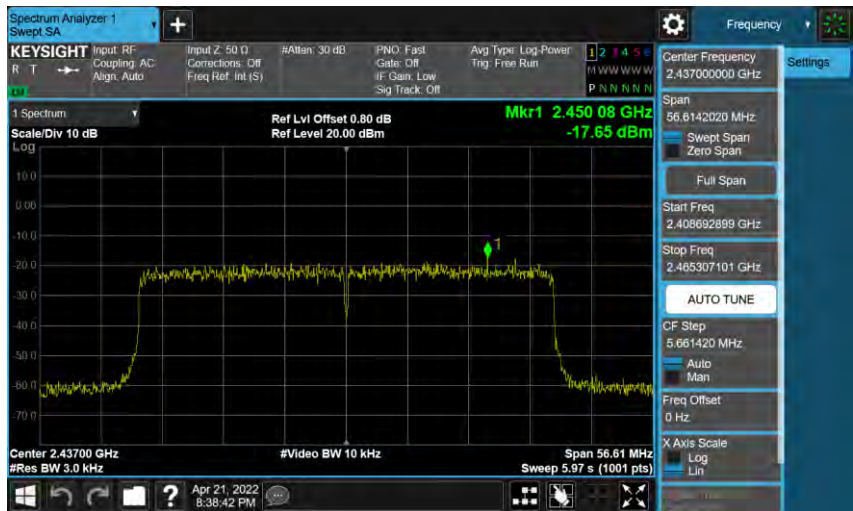 Spectrum Analyzer 1
Swept SA
+
Frequency
KEYSIGHT
R T
Input: RF
Coupling: AC
Align: Auto
Input Z: 50 Ω
Corrections: Off
Freq Ref: Int (S)
#Atten: 30 dB
PNO: Fast
Gate: Off
IF Gain: Low
Sig Track: Off
Avg Type: Log-Power
Trig: Free Run
1 2 3 4 5 6
M W W W W W
P N N N N N
Center Frequency
2.437000000 GHz
Settings
1 Spectrum
Scale/Div 10 dB
Ref Lvl Offset 0.80 dB
Ref Level 20.00 dBm
Mkr1 2.450 08 GHz
-17.65 dBm
Span
56.6142020 MHz
Swept Span
Zero Span
Full Span
Start Freq
2.408692899 GHz
Stop Freq
2.465307101 GHz
AUTO TUNE
CF Step
5.661420 MHz
Auto
Man
Freq Offset
0 Hz
X Axis Scale
Log
Lin
Log
10.0
0.00
-10.0
-20.0
-30.0
-40.0
-50.0
-60.0
-70.0
1
Center 2.43700 GHz
#Res BW 3.0 kHz
#Video BW 10 kHz
Span 56.61 MHz
Sweep 5.97 s (1001 pts)
?
Apr 21, 2022
8:38:42 PM